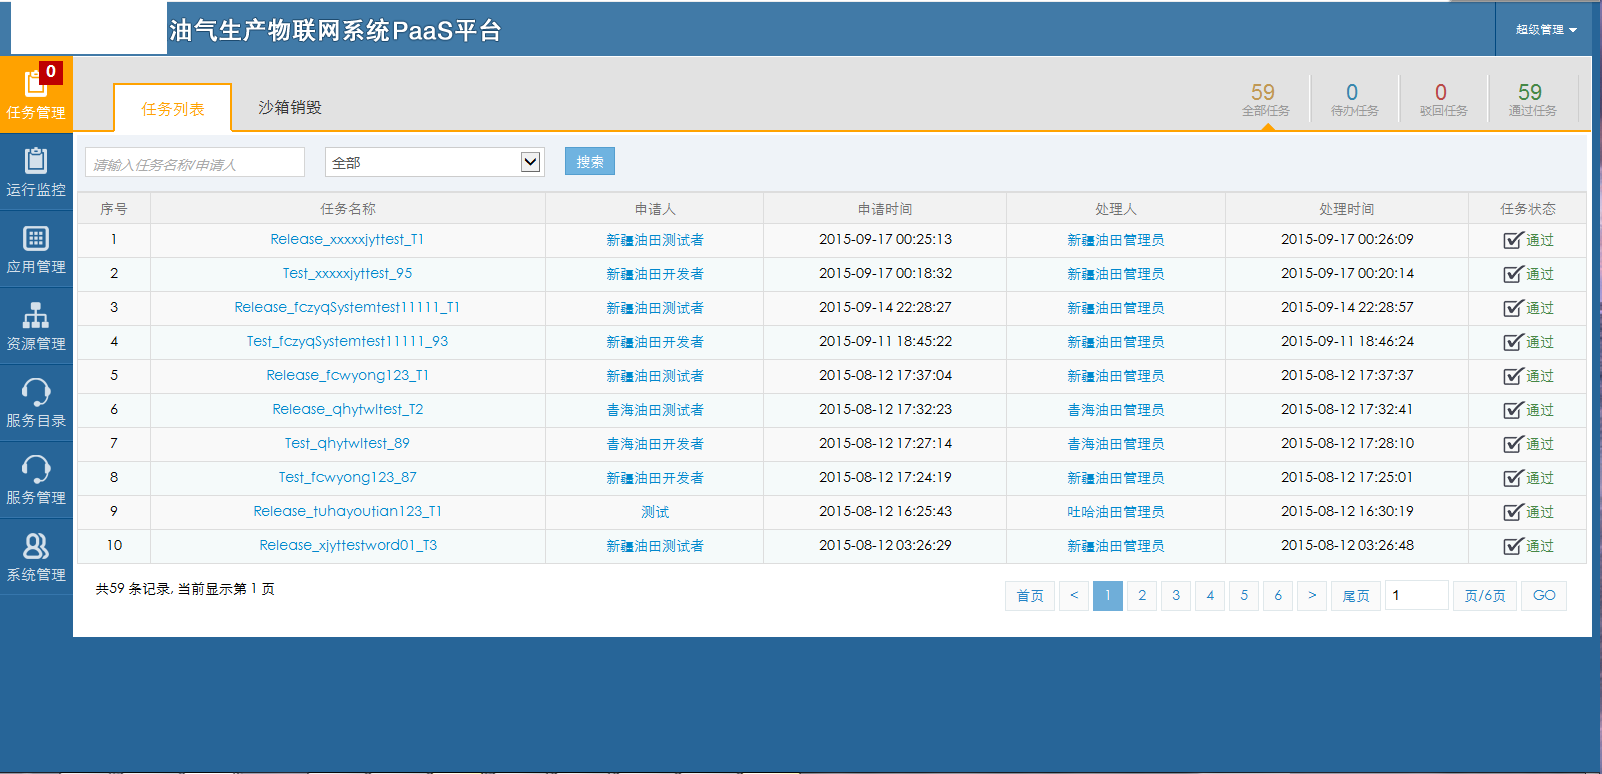 油气生产物联网系统PaaS平台
超级管理
0
任务管理
运行监控
应用管理
资源管理
服务目录
服务管理
系统管理
任务列表 沙箱销毁
59 0 0 59
全部任务 待办任务 驳回任务 通过任务
请输入任务名称/申请人 全部 搜索
序号 任务名称 申请人 申请时间 处理人 处理时间 任务状态
1 Release_xxxxxjyttest_T1 新疆油田测试者 2015-09-17 00:25:13 新疆油田管理员 2015-09-17 00:26:09 通过
2 Test_xxxxxjyttest_95 新疆油田开发者 2015-09-17 00:18:32 新疆油田管理员 2015-09-17 00:20:14 通过
3 Release_fczyqSystemtest11111_T1 新疆油田测试者 2015-09-14 22:28:27 新疆油田管理员 2015-09-14 22:28:57 通过
4 Test_fczyqSystemtest11111_93 新疆油田开发者 2015-09-11 18:45:22 新疆油田管理员 2015-09-11 18:46:24 通过
5 Release_fcwyong123_T1 新疆油田测试者 2015-08-12 17:37:04 新疆油田管理员 2015-08-12 17:37:37 通过
6 Release_qhytwltest_T2 青海油田测试者 2015-08-12 17:32:23 青海油田管理员 2015-08-12 17:32:41 通过
7 Test_qhytwltest_89 青海油田开发者 2015-08-12 17:27:14 青海油田管理员 2015-08-12 17:28:10 通过
8 Test_fcwyong123_87 新疆油田开发者 2015-08-12 17:24:19 新疆油田管理员 2015-08-12 17:25:01 通过
9 Release_tuhayoutian123_T1 测试 2015-08-12 16:25:43 吐哈油田管理员 2015-08-12 16:30:19 通过
10 Release_xjyttestword01_T3 新疆油田测试者 2015-08-12 03:26:29 新疆油田管理员 2015-08-12 03:26:48 通过
共59 条记录, 当前显示第 1 页
首页 < 1 2 3 4 5 6 > 尾页 1 页/6页 GO